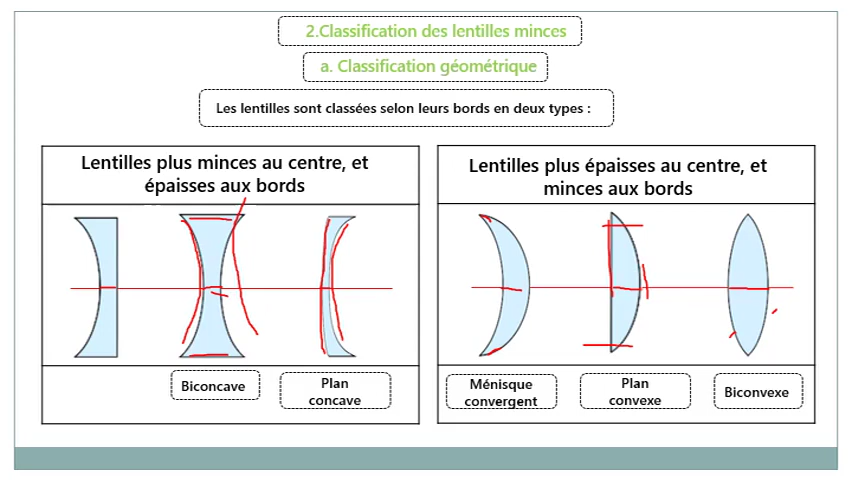 2.Classification des lentilles minces
a. Classification géométrique
Les lentilles sont classées selon leurs bords en deux types :
Lentilles plus minces au centre, et
épaisses aux bords
Lentilles plus épaisses au centre, et
minces aux bords
Biconcave
Plan
concave
Ménisque
convergent
Plan
convexe
Biconvexe